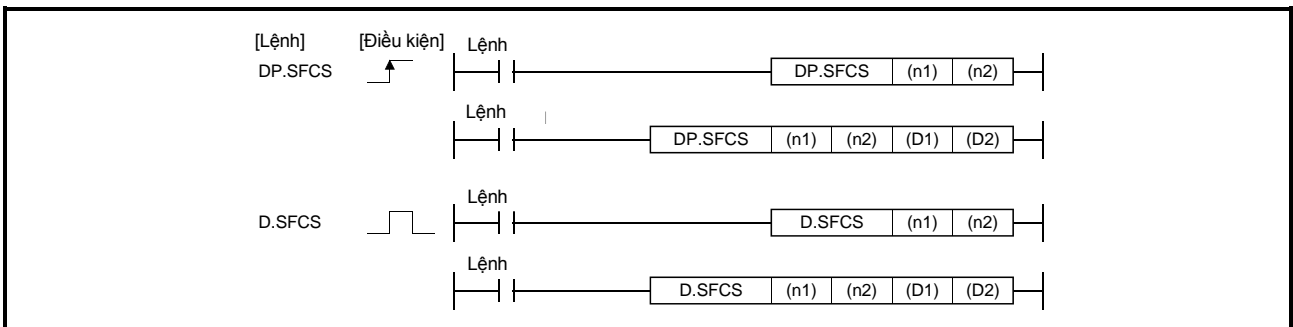 [Lệnh] [Điều kiện] Lệnh
DP.SFCS DP.SFCS (n1) (n2)
Lệnh
DP.SFCS (n1) (n2) (D1) (D2)
Lệnh
D.SFCS D.SFCS (n1) (n2)
Lệnh
D.SFCS (n1) (n2) (D1) (D2)